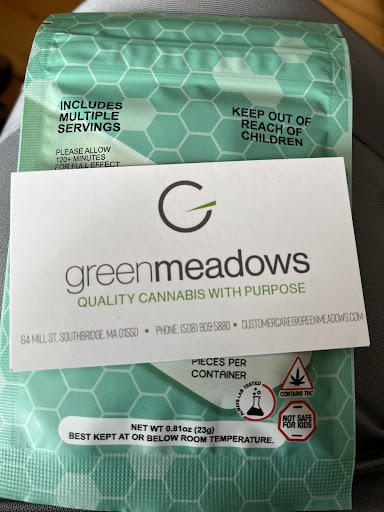 INCLUDES
MULTIPLE
SERVINGS
KEEP OUT OF
REACH OF
CHILDREN
PLEASE ALLOW
120+ MINUTES
FOR FULL EFFECT
greenmeadows
QUALITY CANNABIS WITH PURPOSE
64 MILL ST. SOUTHBRIDGE, MA 01550 • PHONE: (508) 909-5880 • CUSTOMERCARE@GREENMEADOWS.COM
PIECES PER
CONTAINER
LAB TESTED
CONTAINS THC
NOT SAFE
FOR KIDS
NET WT 0.81oz (23g)
BEST KEPT AT OR BELOW ROOM TEMPERATURE.